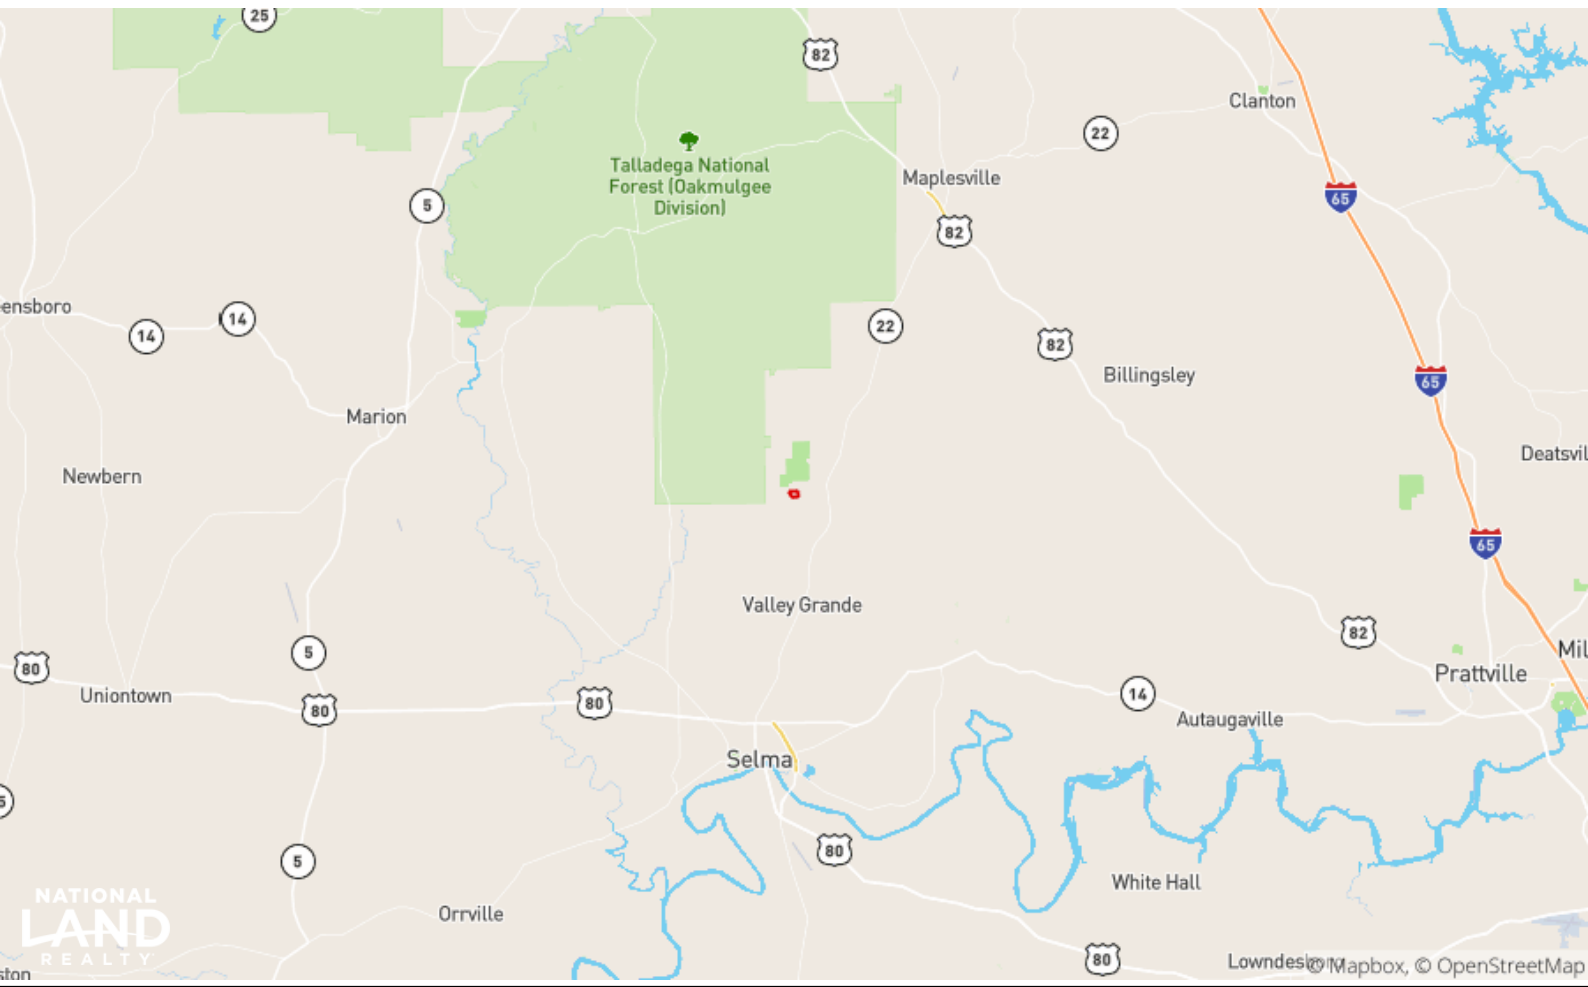 25
82
Clanton
22
Talladega National
Forest (Oakmulgee
Division)
Maplesville
5
65
82
ensboro
14
14
22
82
Billingsley
65
Marion
Deatsvil
Newbern
65
Valley Grande
82
5
Mil
80
Prattville
Uniontown
80
80
14
Autaugaville
Selma
5
80
5
White Hall
NATIONAL
LAND
REALTY
Orrville
80
Lowndesboro
© Mapbox, © OpenStreetMap
ston